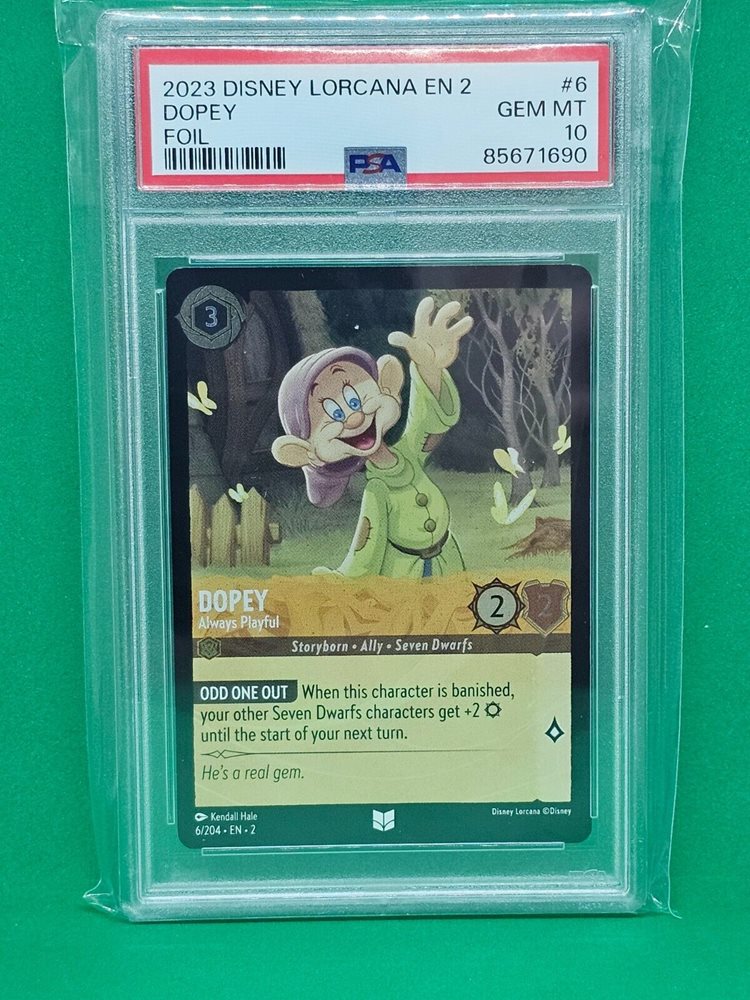 2023 DISNEY LORCANA EN 2 #6
DOPEY GEM MT
FOIL 10
PSA 85671690
3
DOPEY
Always Playful
2 2
Storyborn • Ally • Seven Dwarfs
ODD ONE OUT When this character is banished,
your other Seven Dwarfs characters get +2
until the start of your next turn.
He's a real gem.
Kendall Hale
6/204 • EN • 2
Disney Lorcana ©Disney